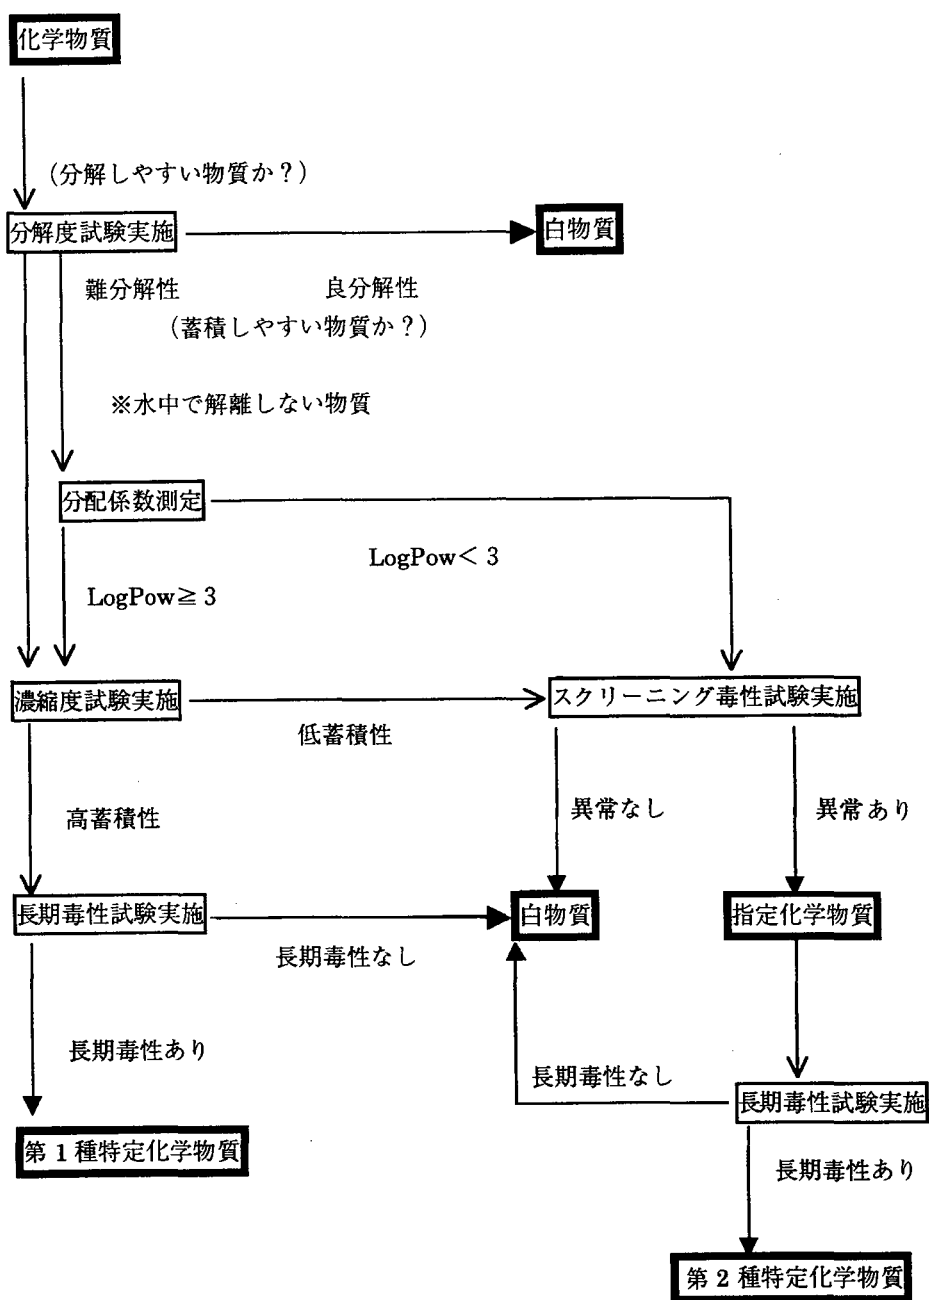 化学物質
(分解しやすい物質か？)
分解度試験実施
白物質
難分解性
良分解性
(蓄積しやすい物質か？)
※水中で解離しない物質
分配係数測定
LogPow＜3
LogPow≧3
濃縮度試験実施
スクリーニング毒性試験実施
低蓄積性
高蓄積性
異常なし
異常あり
長期毒性試験実施
白物質
指定化学物質
長期毒性なし
長期毒性あり
長期毒性なし
長期毒性試験実施
第1種特定化学物質
長期毒性あり
第2種特定化学物質